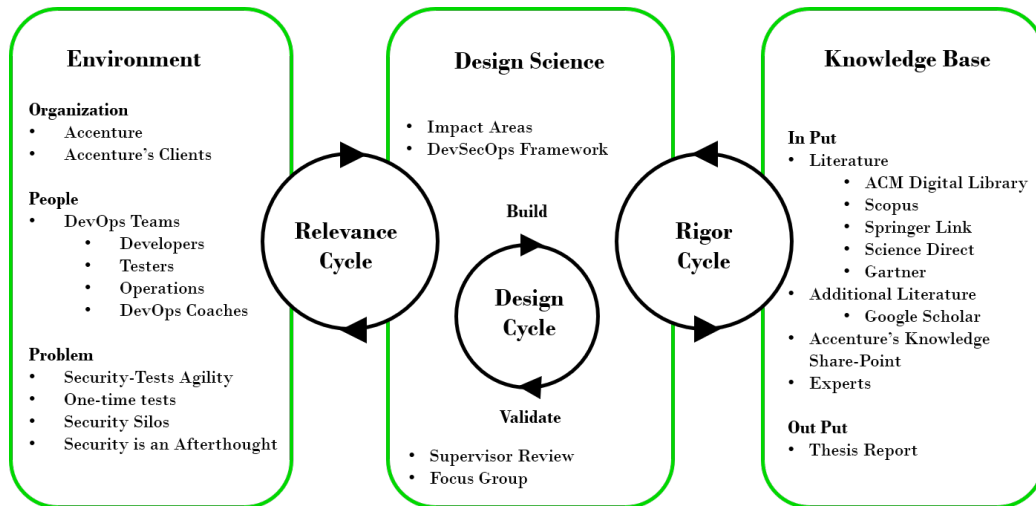 Environment
Organization
• Accenture
• Accenture's Clients
People
• DevOps Teams
• Developers
• Testers
• Operations
• DevOps Coaches
Problem
• Security-Tests Agility
• One-time tests
• Security Silos
• Security is an Afterthought
Relevance
Cycle
Design Science
• Impact Areas
• DevSecOps Framework
Build
Design
Cycle
Validate
• Supervisor Review
• Focus Group
Rigor
Cycle
Knowledge Base
In Put
• Literature
• ACM Digital Library
• Scopus
• Springer Link
• Science Direct
• Gartner
• Additional Literature
• Google Scholar
• Accenture's Knowledge
Share-Point
• Experts
Out Put
• Thesis Report